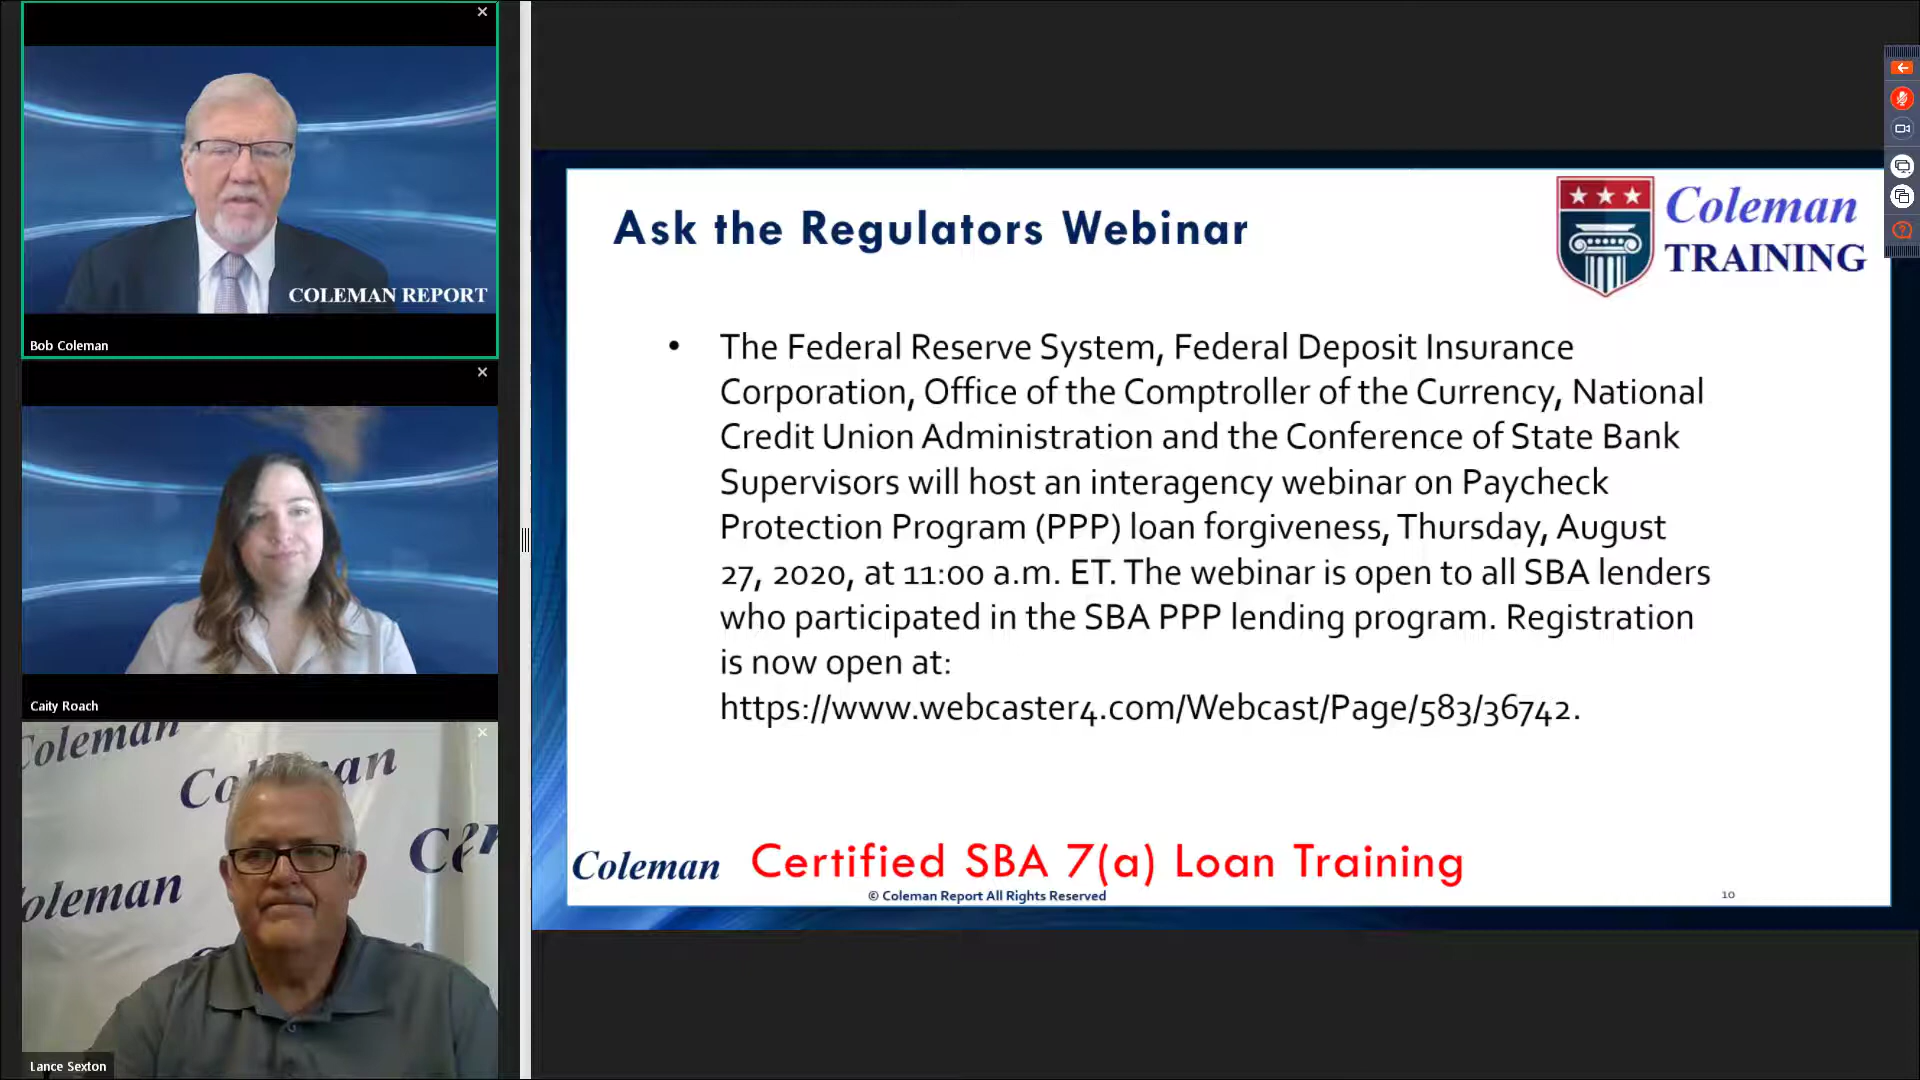 COLEMAN REPORT
Bob Coleman
Caity Roach
Coleman
Coleman
Lance Sexton
Ask the Regulators Webinar
Coleman
TRAINING
• The Federal Reserve System, Federal Deposit Insurance
Corporation, Office of the Comptroller of the Currency, National
Credit Union Administration and the Conference of State Bank
Supervisors will host an interagency webinar on Paycheck
Protection Program (PPP) loan forgiveness, Thursday, August
27, 2020, at 11:00 a.m. ET. The webinar is open to all SBA lenders
who participated in the SBA PPP lending program. Registration
is now open at:
https://www.webcaster4.com/Webcast/Page/583/36742.
Coleman Certified SBA 7(a) Loan Training
© Coleman Report All Rights Reserved
10